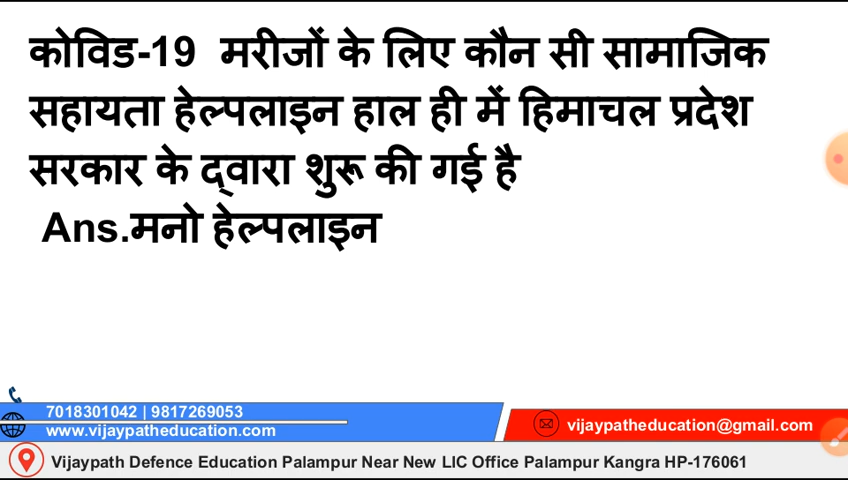 कोविड-19 मरीजों के लिए कौन सी सामाजिक
सहायता हेल्पलाइन हाल ही में हिमाचल प्रदेश
सरकार के द्वारा शुरू की गई है
Ans.मनो हेल्पलाइन
7018301042 | 9817269053
www.vijaypatheducation.com
vijaypatheducation@gmail.com
Vijaypath Defence Education Palampur Near New LIC Office Palampur Kangra HP-176061